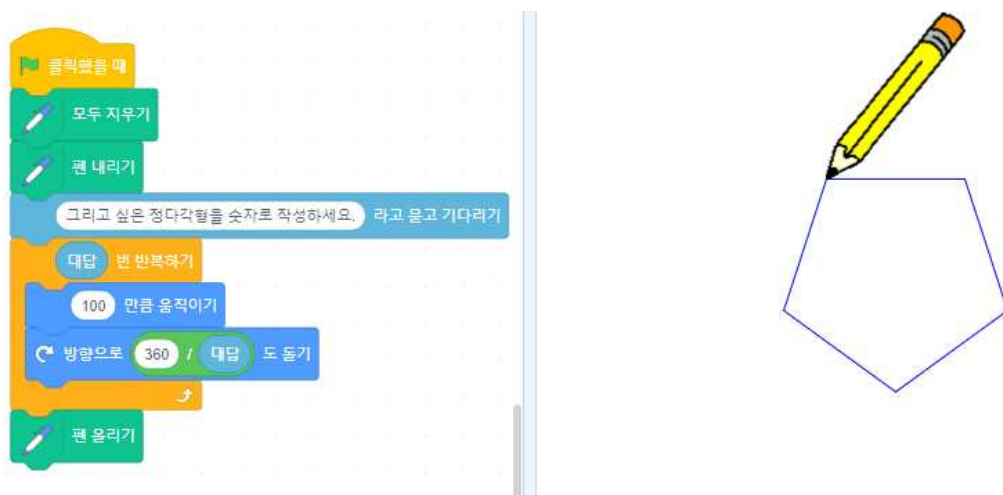 클릭했을 때
모두 지우기
펜 내리기
그리고 싶은 정다각형을 숫자로 작성하세요. 라고 묻고 기다리기
대답 번 반복하기
100 만큼 움직이기
방향으로 360 / 대답 도 돌기
펜 올리기